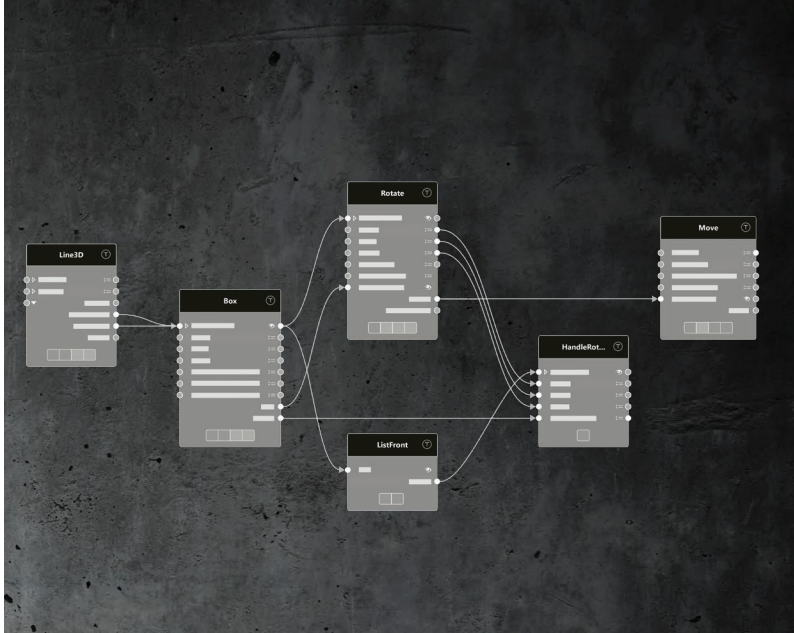 Line3D
Box
Rotate
ListFront
HandleRot...
Move